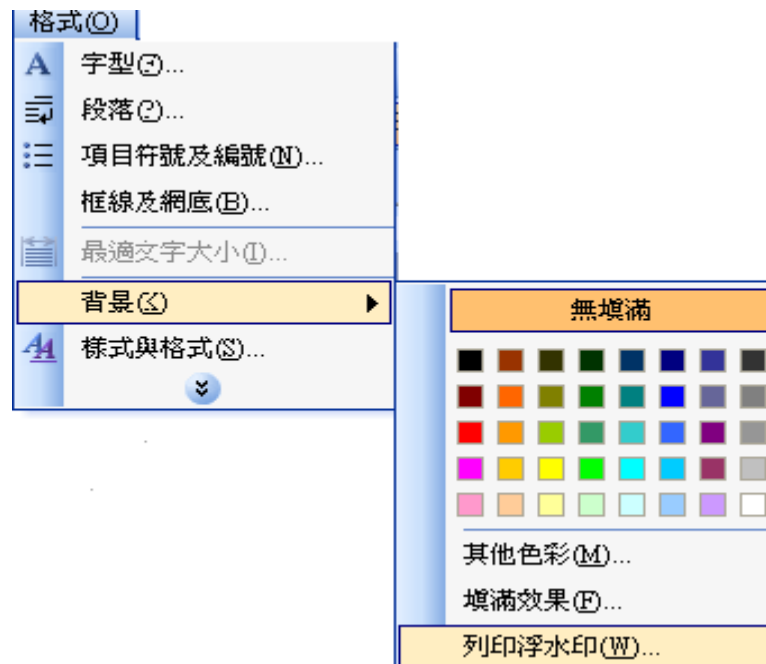 格式(O)
字型(F)...
段落(P)...
項目符號及編號(N)...
框線及網底(B)...
最適文字大小(I)...
背景(K)
樣式與格式(S)...
無填滿
其他色彩(M)...
填滿效果(F)...
列印浮水印(W)...